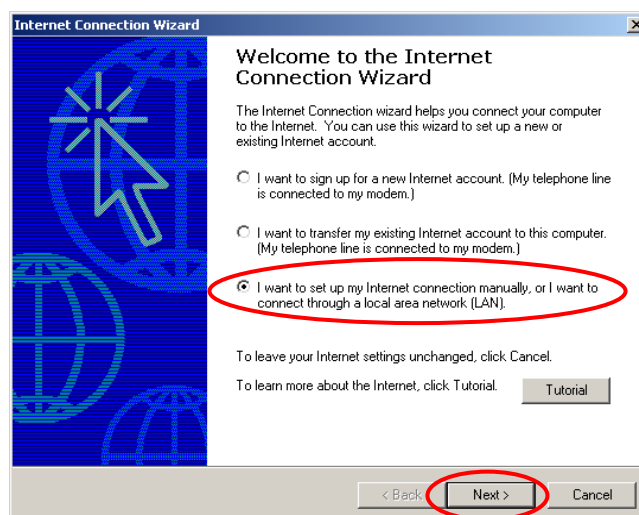 Internet Connection Wizard
Welcome to the Internet
Connection Wizard
The Internet Connection wizard helps you connect your computer
to the Internet. You can use this wizard to set up a new or
existing Internet account.
I want to sign up for a new Internet account. (My telephone line
is connected to my modem.)
I want to transfer my existing Internet account to this computer.
(My telephone line is connected to my modem.)
I want to set up my Internet connection manually, or I want to
connect through a local area network (LAN).
To leave your Internet settings unchanged, click Cancel.
To learn more about the Internet, click Tutorial.
Tutorial
< Back
Next >
Cancel